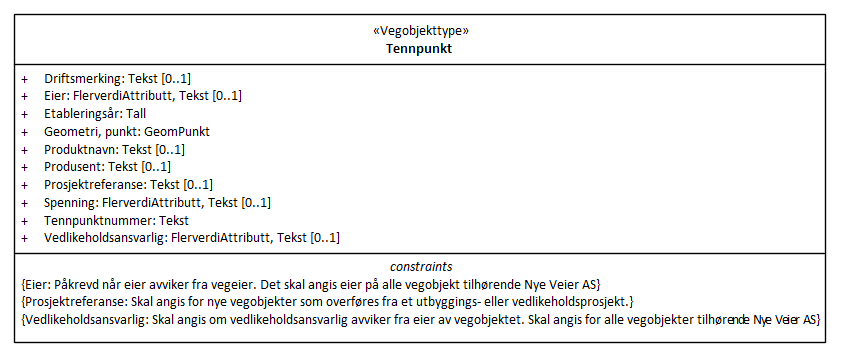 «Vegobjekttype»
Tennpunkt
+ Driftsmerking: Tekst [0..1]
+ Eier: FlerverdiAttributt, Tekst [0..1]
+ Etableringsår: Tall
+ Geometri, punkt: GeomPunkt
+ Produktnavn: Tekst [0..1]
+ Produsent: Tekst [0..1]
+ Prosjektreferanse: Tekst [0..1]
+ Spenning: FlerverdiAttributt, Tekst [0..1]
+ Tennpunktnummer: Tekst
+ Vedlikeholdsansvarlig: FlerverdiAttributt, Tekst [0..1]
constraints
{Eier: Påkrevd når eier avviker fra vegeier. Det skal angis eier på alle vegobjekt tilhørende Nye Veier AS}
{Prosjektreferanse: Skal angis for nye vegobjekter som overføres fra et utbyggings- eller vedlikeholdsprosjekt.}
{Vedlikeholdsansvarlig: Skal angis om vedlikeholdsansvarlig avviker fra eier av vegobjektet. Skal angis for alle vegobjekter tilhørende Nye Veier AS}